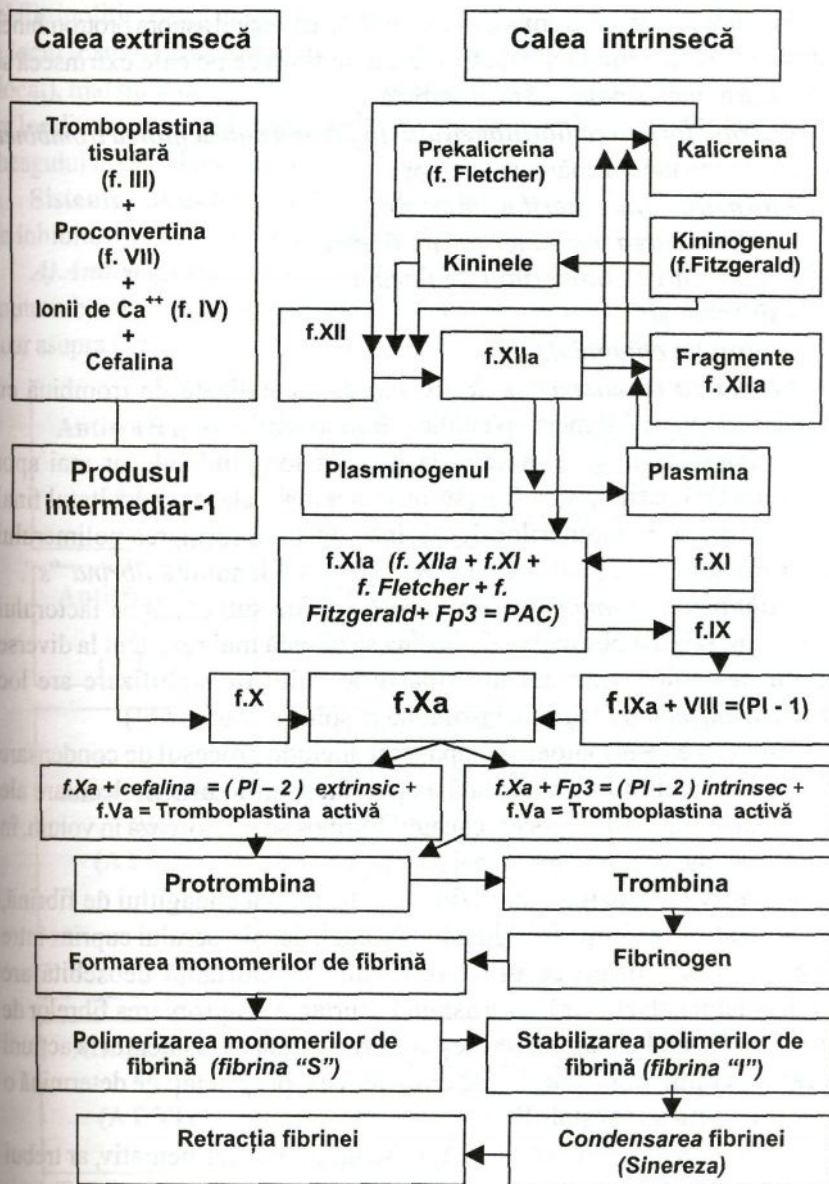 Calea extrinsecă
Calea intrinsecă
Tromboplastina
tisulară
(f. III)
+
Proconvertina
(f. VII)
+
Ionii de Ca++ (f. IV)
+
Cefalina
Prekalicreina
(f. Fletcher)
Kalicreina
Kininele
Kininogenul
(f.Fitzgerald)
f.XII
f.XIIa
Fragmente
f.XIIa
Produsul
intermediar-1
Plasminogenul
Plasmina
f.XIa (f. XIIa + f.XI +
f. Fletcher + f.
Fitzgerald+ Fp3 = PAC)
f.XI
f.IX
f.X
f.Xa
f.IXa + VIII =(PI - 1)
f.Xa + cefalina = ( PI – 2 ) extrinsic +
f.Va = Tromboplastina activă
f.Xa + Fp3 = ( PI - 2 ) intrinsec +
f.Va = Tromboplastina activă
Protrombina
Trombina
Formarea monomerilor de fibrină
Fibrinogen
Polimerizarea monomerilor de
fibrină (fibrina “S”)
Stabilizarea polimerilor de
fibrină (fibrina “I”)
Retracția fibrinei
Condensarea fibrinei
(Sinereza)